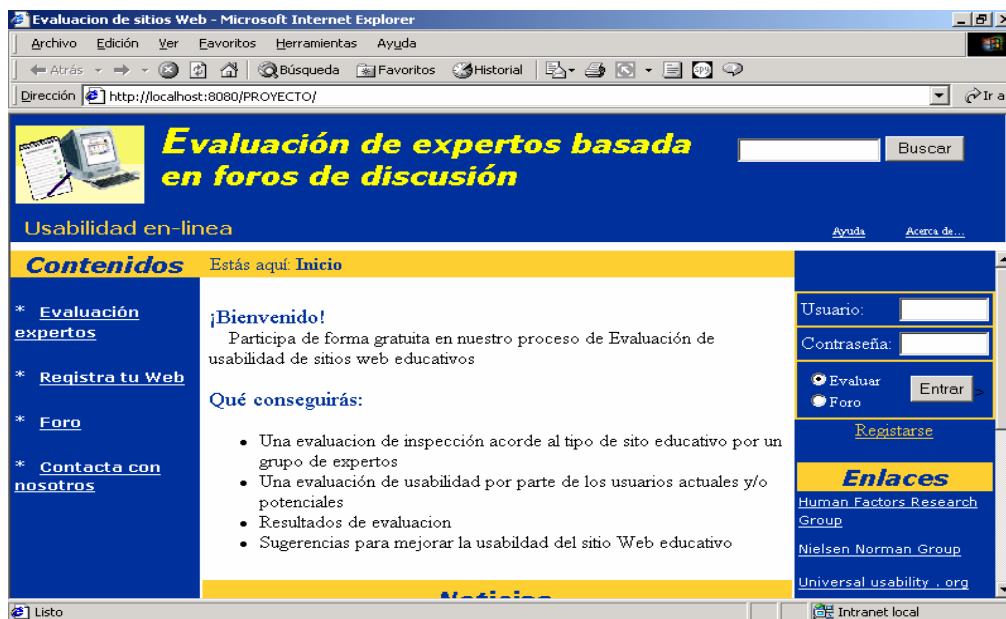 Evaluacion de sitios Web - Microsoft Internet Explorer
Archivo Edición Ver Favoritos Herramientas Ayuda
Atrás Búsqueda Favoritos Historial
Dirección http://localhost:8080/PROYECTO/ Ir a
Evaluación de expertos basada
en foros de discusión
Buscar
Usabilidad en-linea
Ayuda Acerca de...
Contenidos
* Evaluación
expertos
* Registra tu Web
* Foro
* Contacta con
nosotros
Estás aquí: Inicio
¡Bienvenido!
Participa de forma gratuita en nuestro proceso de Evaluación de
usabilidad de sitios web educativos
Qué conseguirás:
• Una evaluacion de inspección acorde al tipo de sito educativo por un
grupo de expertos
• Una evaluación de usabilidad por parte de los usuarios actuales y/o
potenciales
• Resultados de evaluacion
• Sugerencias para mejorar la usabildad del sitio Web educativo
Noticias
Usuario:
Contraseña:
Evaluar
Foro
Entrar >
Registarse
Enlaces
Human Factors Research
Group
Nielsen Norman Group
Universal usability . org
Listo Intranet local